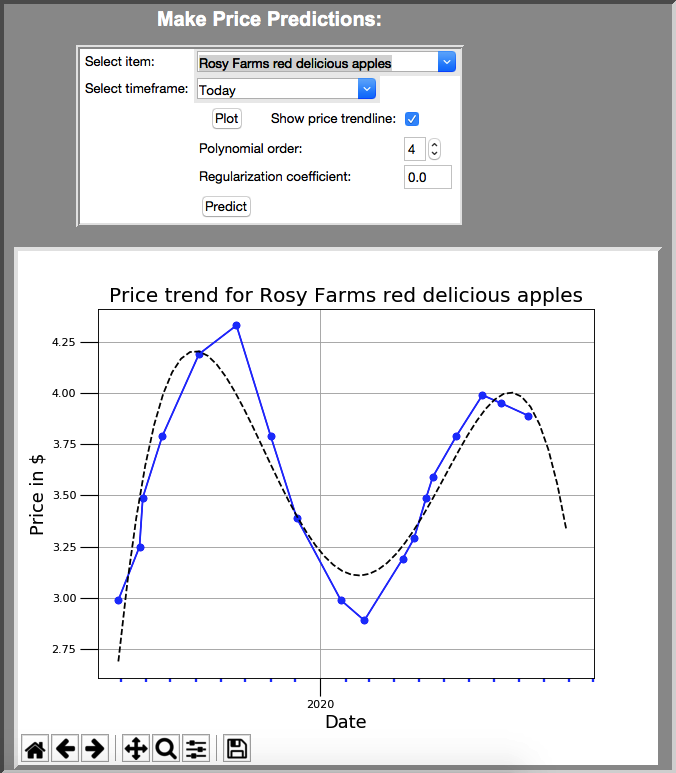 Make Price Predictions:
Select item: Rosy Farms red delicious apples
Select timeframe: Today
Plot Show price trendline:
Polynomial order: 4
Regularization coefficient: 0.0
Predict
Price trend for Rosy Farms red delicious apples
4.25
4.00
3.75
3.50
3.25
3.00
2.75
Price in $
2020
Date